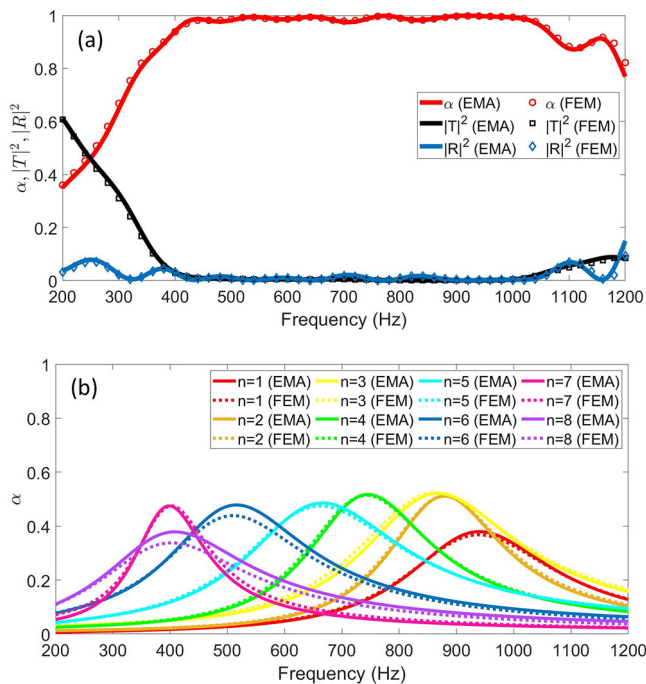 (a)
1
0.8
0.6
0.4
0.2
0
α, |T|², |R|²
α (EMA) α (FEM)
|T|² (EMA) |T|² (FEM)
|R|² (EMA) |R|² (FEM)
200 300 400 500 600 700 800 900 1000 1100 1200
Frequency (Hz)
(b)
1
0.8
0.6
0.4
0.2
0
α
n=1 (EMA) n=3 (EMA) n=5 (EMA) n=7 (EMA)
n=1 (FEM) n=3 (FEM) n=5 (FEM) n=7 (FEM)
n=2 (EMA) n=4 (EMA) n=6 (EMA) n=8 (EMA)
n=2 (FEM) n=4 (FEM) n=6 (FEM) n=8 (FEM)
200 300 400 500 600 700 800 900 1000 1100 1200
Frequency (Hz)